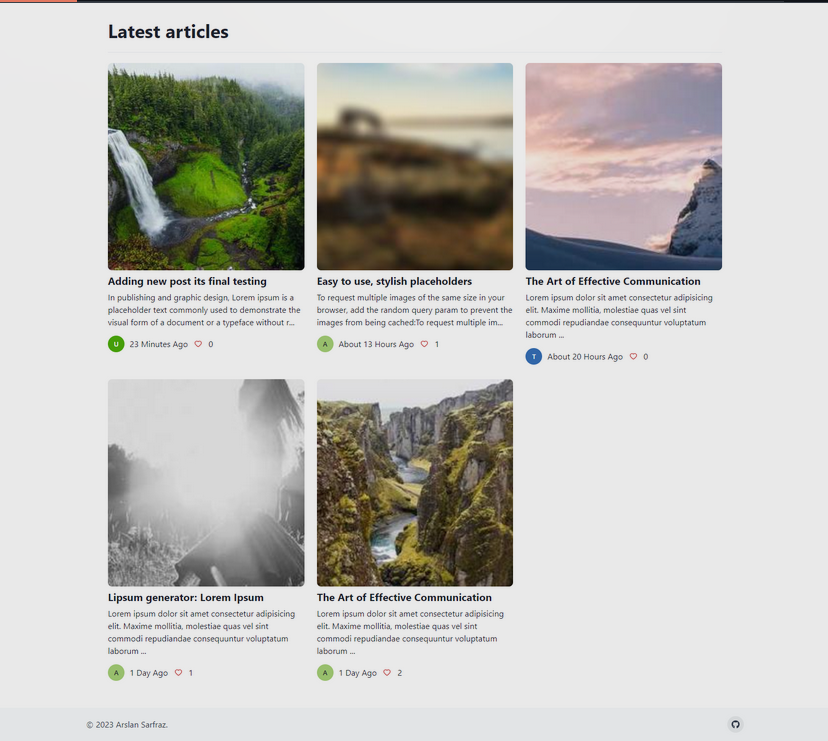 Latest articles
Adding new post its final testing
In publishing and graphic design, Lorem ipsum is a
placeholder text commonly used to demonstrate the
visual form of a document or a typeface without r...
U 23 Minutes Ago 0
Easy to use, stylish placeholders
To request multiple images of the same size in your
browser, add the random query param to prevent the
images from being cached:To request multiple im...
A About 13 Hours Ago 1
The Art of Effective Communication
Lorem ipsum dolor sit amet consectetur adipisicing
elit. Maxime mollitia, molestiae quas vel sint
commodi repudiandae consequuntur voluptatum
laborum ...
T About 20 Hours Ago 0
Lipsum generator: Lorem Ipsum
Lorem ipsum dolor sit amet consectetur adipisicing
elit. Maxime mollitia, molestiae quas vel sint
commodi repudiandae consequuntur voluptatum
laborum ...
A 1 Day Ago 1
The Art of Effective Communication
Lorem ipsum dolor sit amet consectetur adipisicing
elit. Maxime mollitia, molestiae quas vel sint
commodi repudiandae consequuntur voluptatum
laborum ...
A 1 Day Ago 2
© 2023 Arslan Sarfraz.